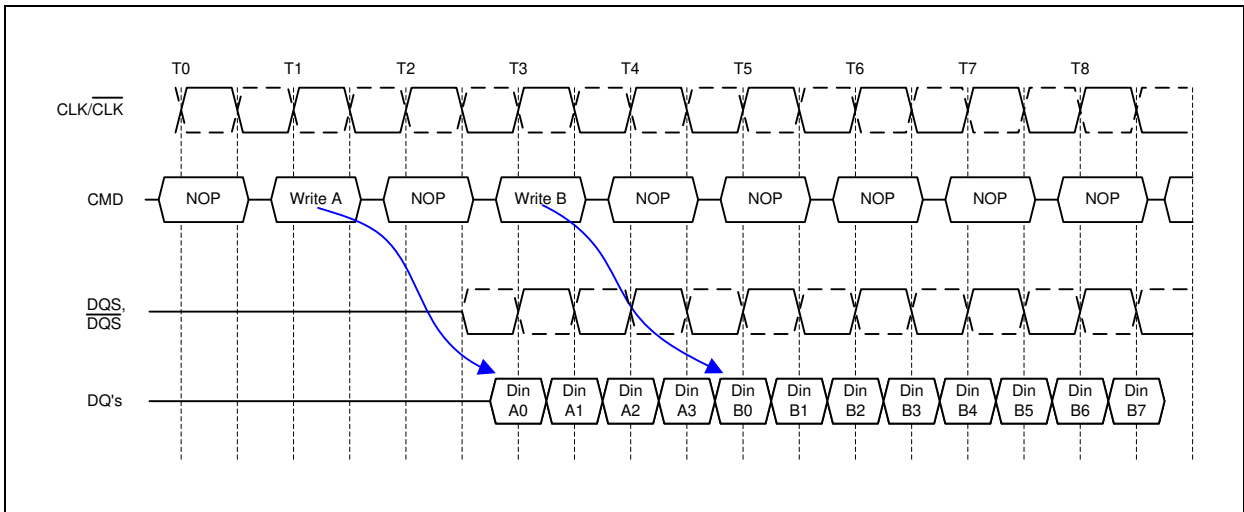 T0 T1 T2 T3 T4 T5 T6 T7 T8
CLK/CLK
CMD NOP Write A NOP Write B NOP NOP NOP NOP NOP
DQS,
DQS
DQ's Din Din Din Din Din Din Din Din Din Din Din Din
A0 A1 A2 A3 B0 B1 B2 B3 B4 B5 B6 B7